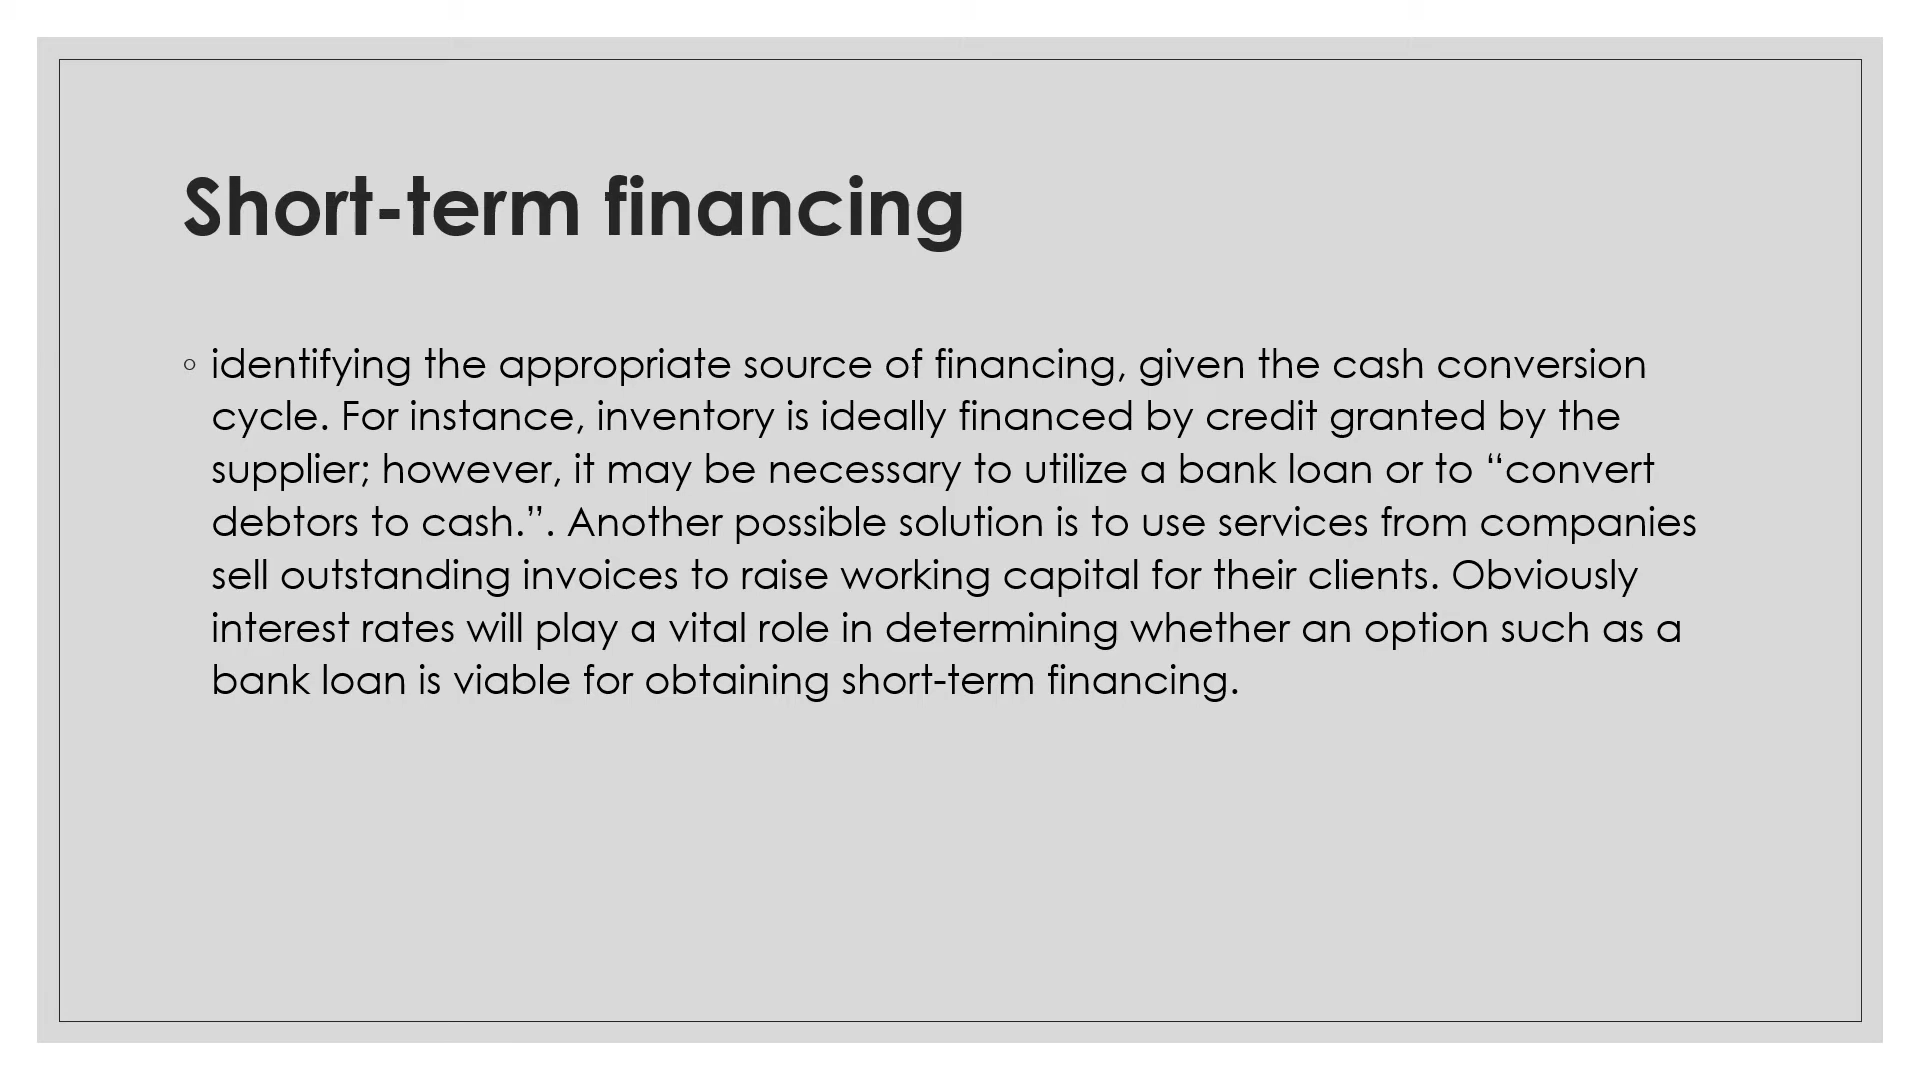 Short-term financing
◦ identifying the appropriate source of financing, given the cash conversion
cycle. For instance, inventory is ideally financed by credit granted by the
supplier; however, it may be necessary to utilize a bank loan or to “convert
debtors to cash.”. Another possible solution is to use services from companies
sell outstanding invoices to raise working capital for their clients. Obviously
interest rates will play a vital role in determining whether an option such as a
bank loan is viable for obtaining short-term financing.